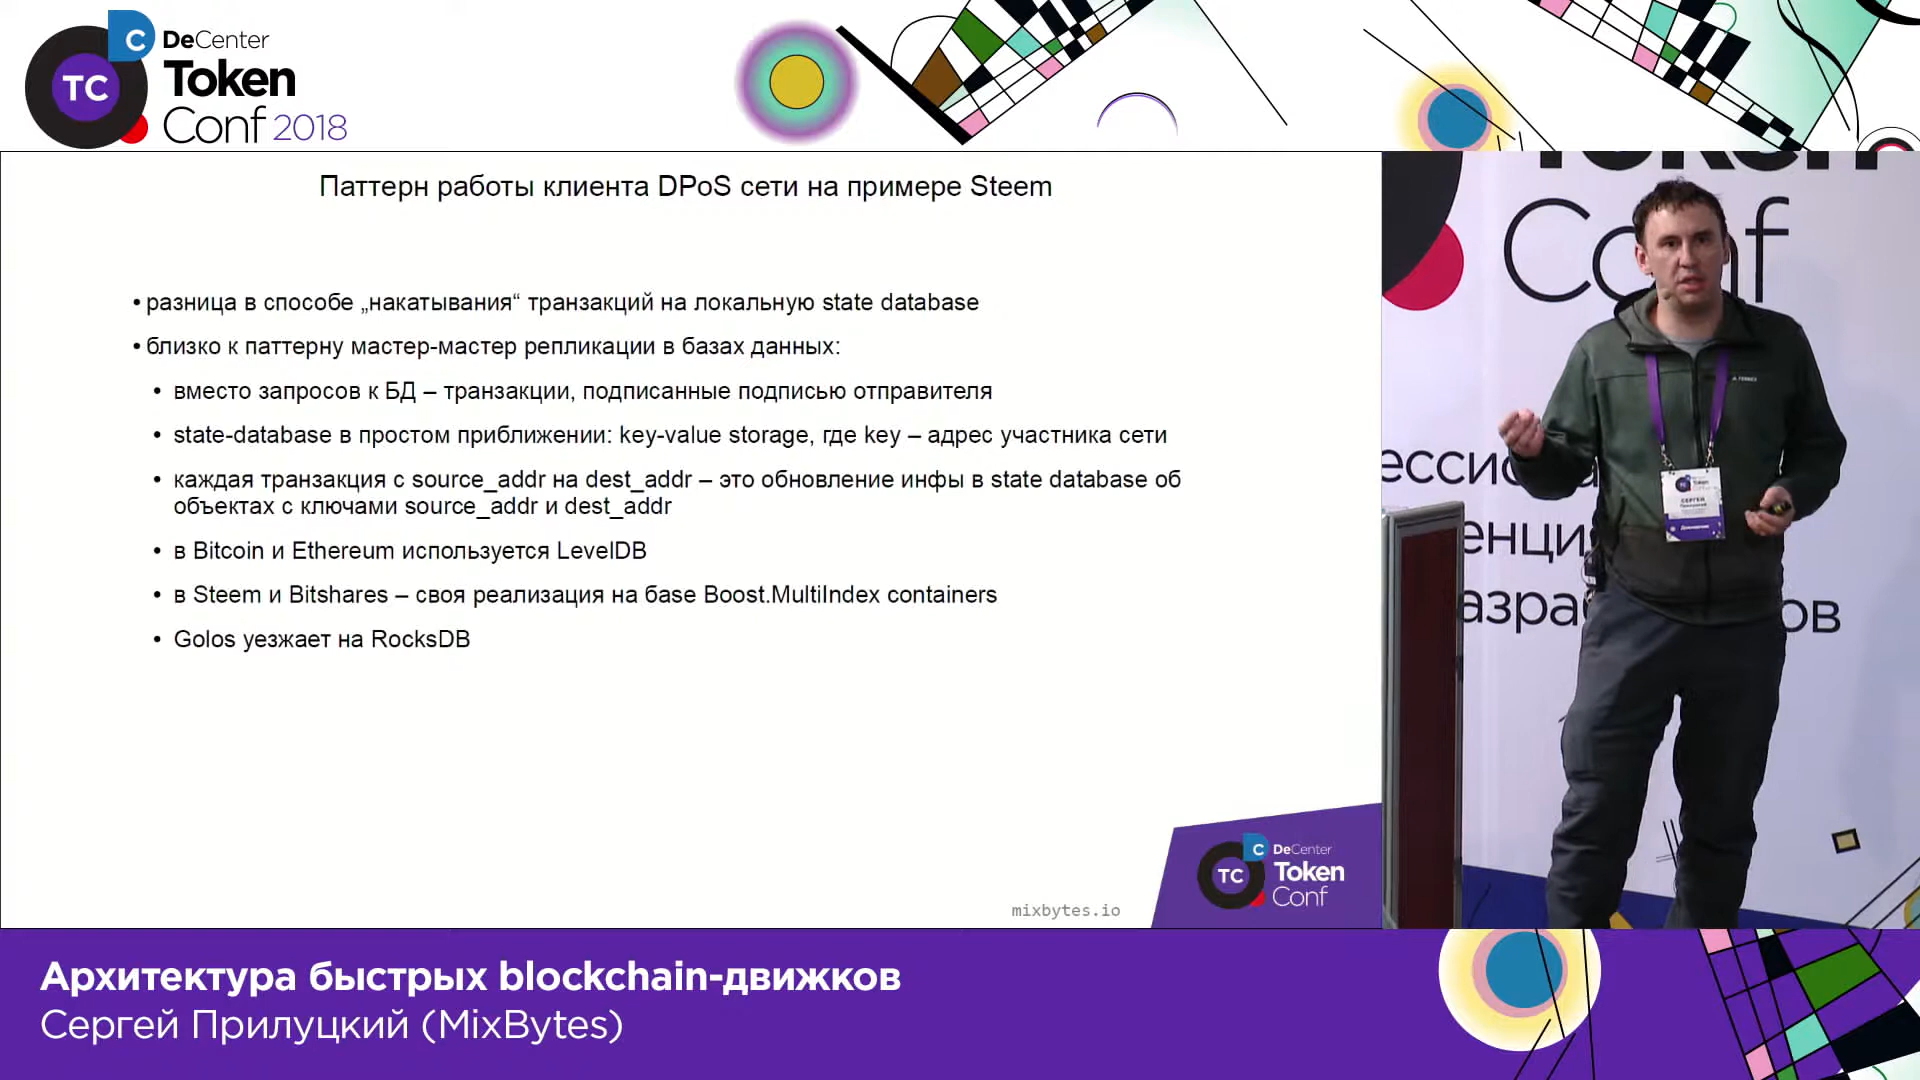 DeCenter
Token
Conf 2018
TC
C
Паттерн работы клиента DPoS сети на примере Steem
• разница в способе „накатывания“ транзакций на локальную state database
• близко к паттерну мастер-мастер репликации в базах данных:
• вместо запросов к БД – транзакции, подписанные подписью отправителя
• state-database в простом приближении: key-value storage, где key – адрес участника сети
• каждая транзакция с source_addr на dest_addr – это обновление инфы в state database об
объектах с ключами source_addr и dest_addr
• в Bitcoin и Ethereum используется LevelDB
• в Steem и Bitshares – своя реализация на базе Boost.MultiIndex containers
• Golos уезжает на RocksDB
mixbytes.io
C
TC
DeCenter
Token
Conf
СЕРГЕЙ
Архитектура быстрых blockchain-движков
Сергей Прилуцкий (MixBytes)